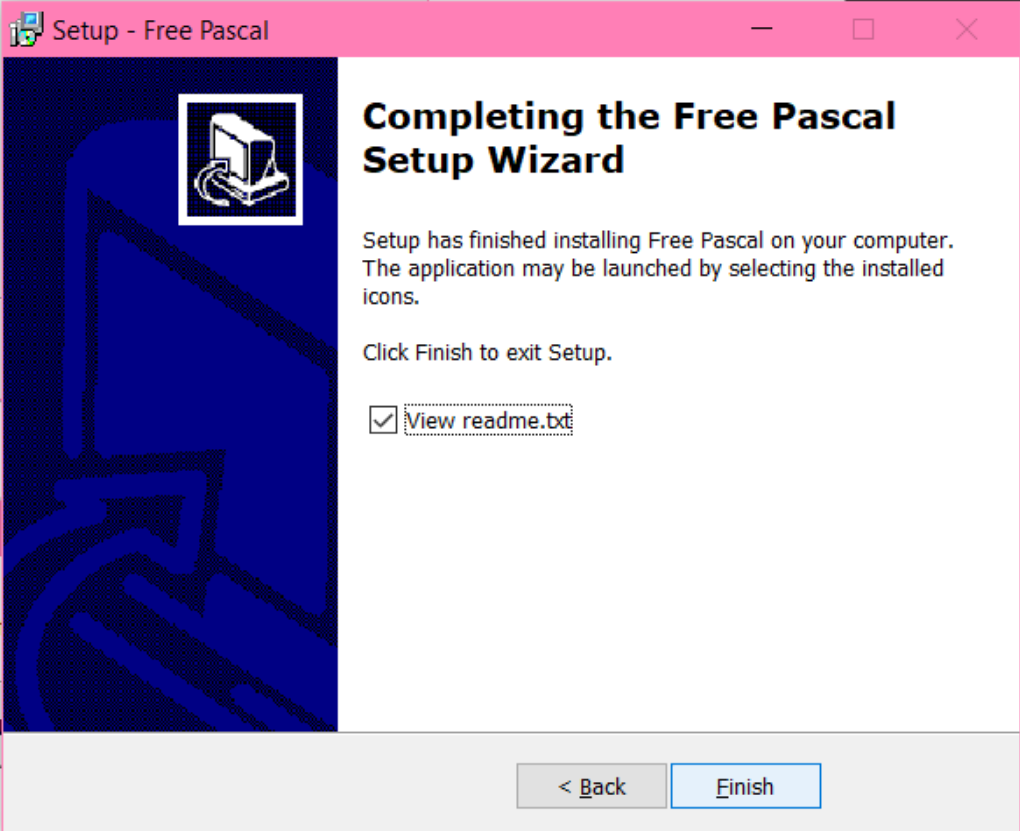 Setup - Free Pascal
Completing the Free Pascal
Setup Wizard
Setup has finished installing Free Pascal on your computer.
The application may be launched by selecting the installed
icons.
Click Finish to exit Setup.
View readme.txt
< Back
Finish